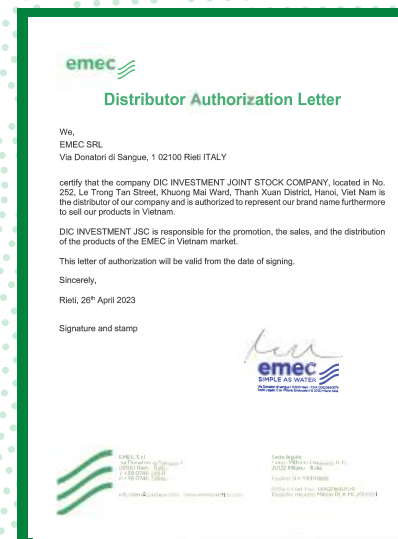 emec
Distributor Authorization Letter
We,
EMEC SRL
Via Donatori di Sangue, 1 02100 Rieti ITALY
certify that the company DIC INVESTMENT JOINT STOCK COMPANY, located in No.
252, Le Trong Tan Street, Khuong Mai Ward, Thanh Xuan District, Hanoi, Viet Nam is
the distributor of our company and is authorized to represent our brand name furthermore
to sell our products in Vietnam.
DIC INVESTMENT JSC is responsible for the promotion, the sales, and the distribution
of the products of the EMEC in Vietnam market.
This letter of authorization will be valid from the date of signing.
Sincerely,
Rieti, 26th April 2023
Signature and stamp
emec
SIMPLE AS WATER
EMEC S.r.l.
Sede legale
20122 Milano